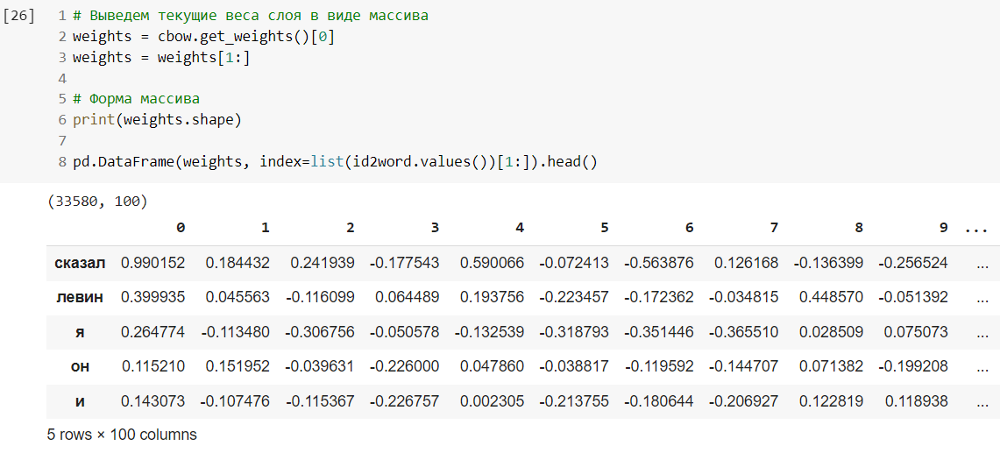 [26]
1 # Выведем текущие веса слоя в виде массива
2 weights = cbow.get_weights()[0]
3 weights = weights[1:]
4
5 # Форма массива
6 print(weights.shape)
7
8 pd.DataFrame(weights, index=list(id2word.values())[1:]).head()
(33580, 100)
0 1 2 3 4 5 6 7 8 9 ...
сказал 0.990152 0.184432 0.241939 -0.177543 0.590066 -0.072413 -0.563876 0.126168 -0.136399 -0.256524 ...
левин 0.399935 0.045563 -0.116099 0.064489 0.193756 -0.223457 -0.172362 -0.034815 0.448570 -0.051392 ...
я 0.264774 -0.113480 -0.306756 -0.050578 -0.132539 -0.318793 -0.351446 -0.365510 0.028509 0.075073 ...
он 0.115210 0.151952 -0.039631 -0.226000 0.047860 -0.038817 -0.119592 -0.144707 0.071382 -0.199208 ...
и 0.143073 -0.107476 -0.115367 -0.226757 0.002305 -0.213755 -0.180644 -0.206927 0.122819 0.118938 ...
5 rows × 100 columns